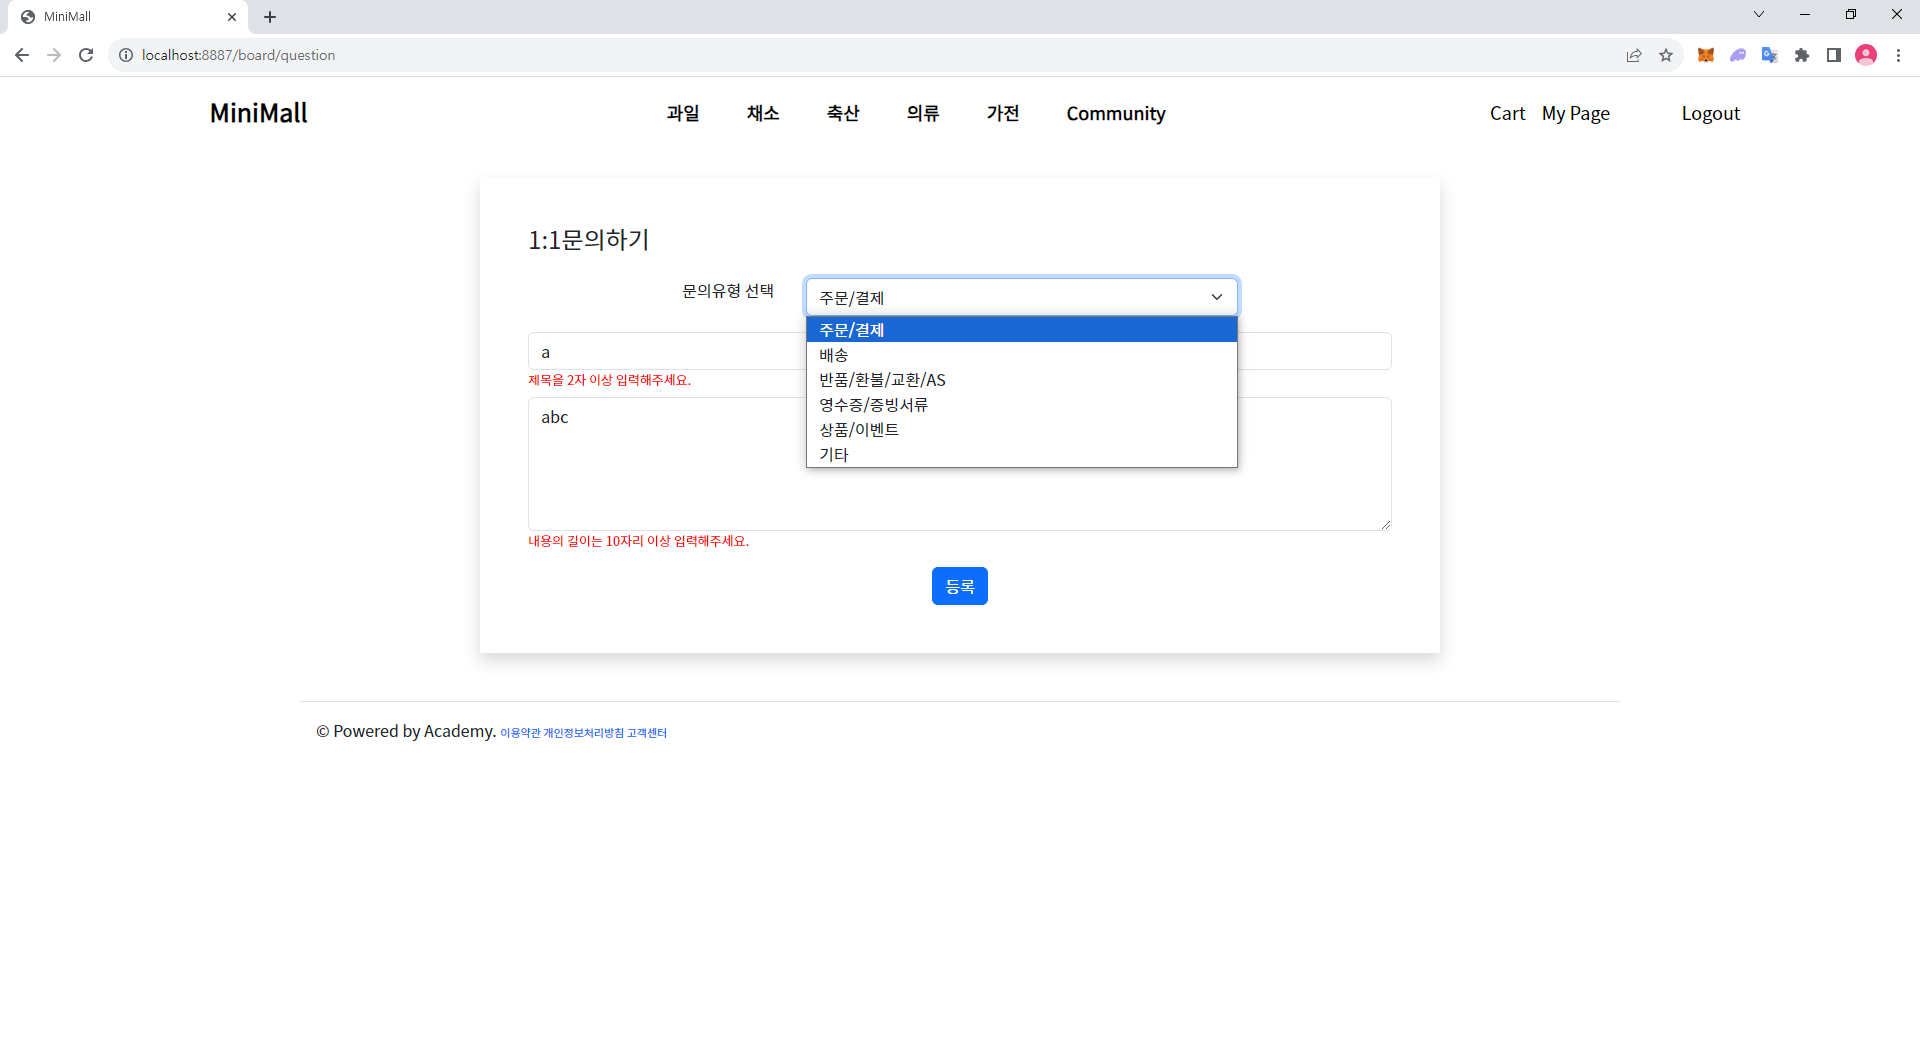 MiniMall
localhost:8887/board/question
MiniMall 과일 채소 축산 의류 가전 Community Cart My Page Logout
1:1문의하기
문의유형 선택 주문/결제
주문/결제
배송
반품/환불/교환/AS
영수증/증빙서류
상품/이벤트
기타
a
제목을 2자 이상 입력해주세요.
abc
내용의 길이는 10자리 이상 입력해주세요.
등록
© Powered by Academy. 이용약관 개인정보처리방침 고객센터